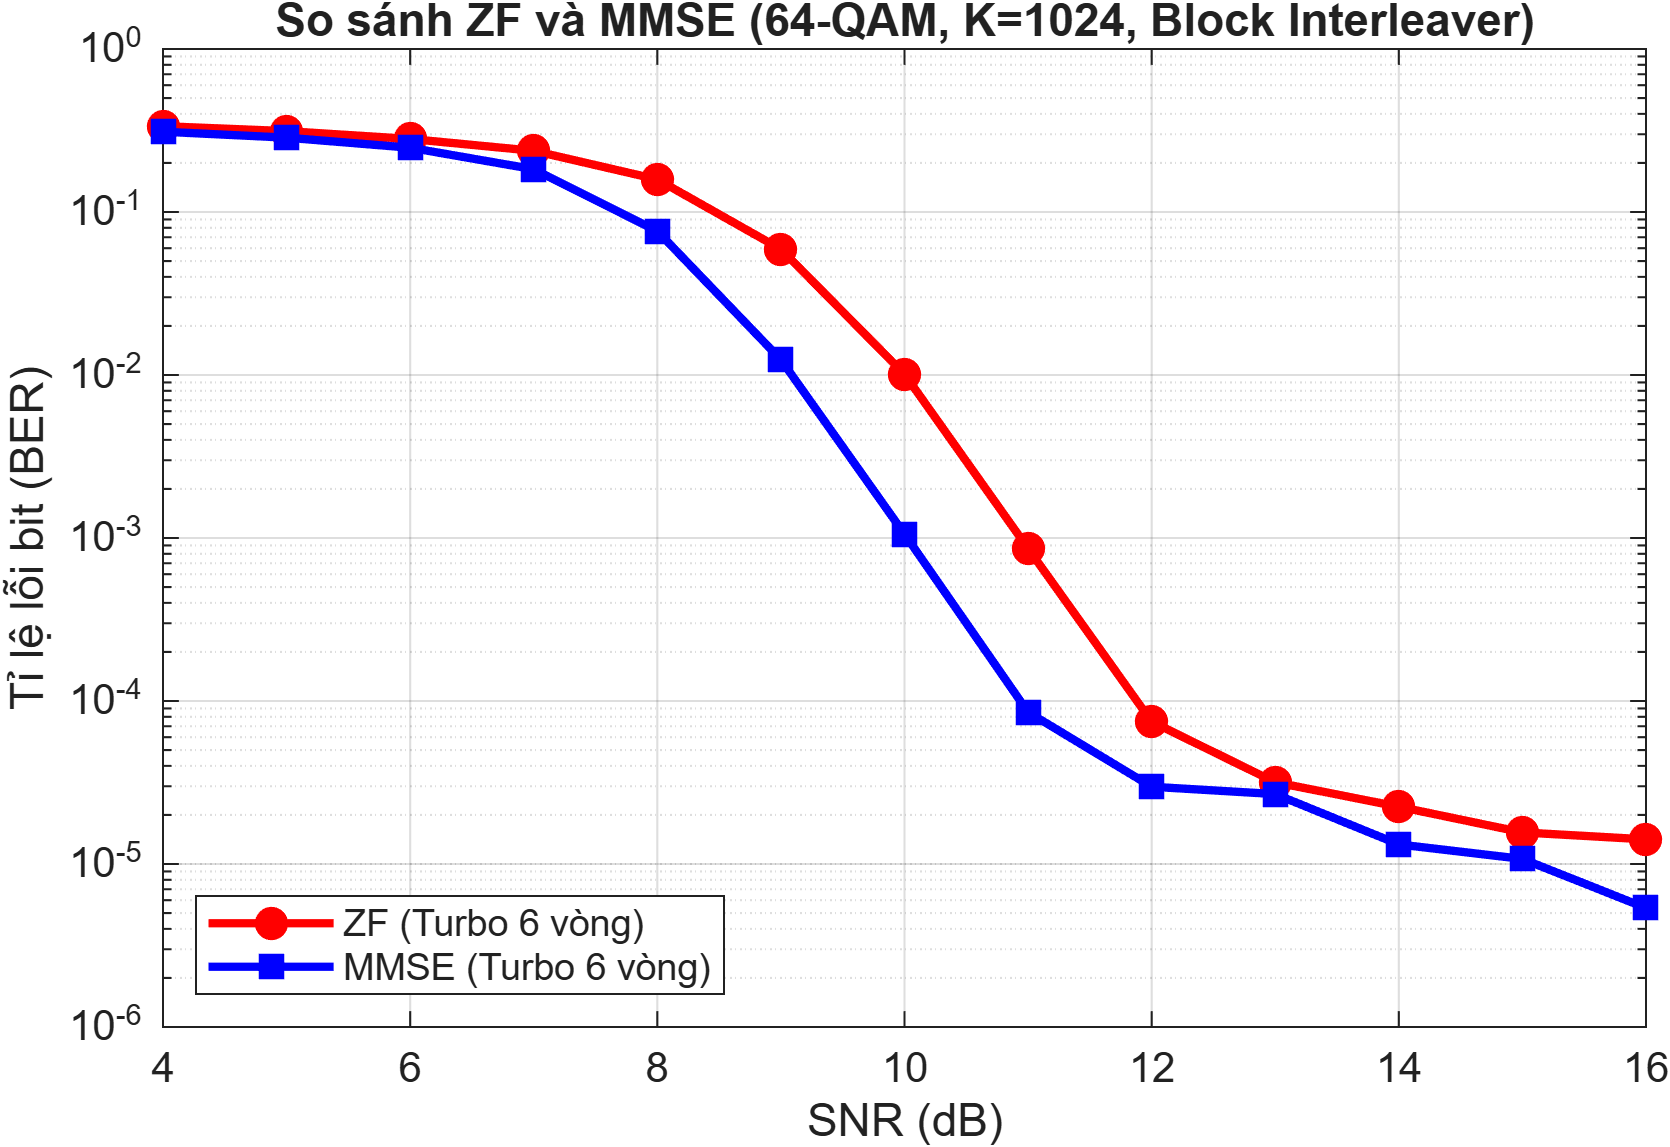 So sánh ZF và MMSE (64-QAM, K=1024, Block Interleaver)
10^0
10^-1
10^-2
10^-3
10^-4
10^-5
10^-6
Tỉ lệ lỗi bit (BER)
ZF (Turbo 6 vòng)
MMSE (Turbo 6 vòng)
4 6 8 10 12 14 16
SNR (dB)